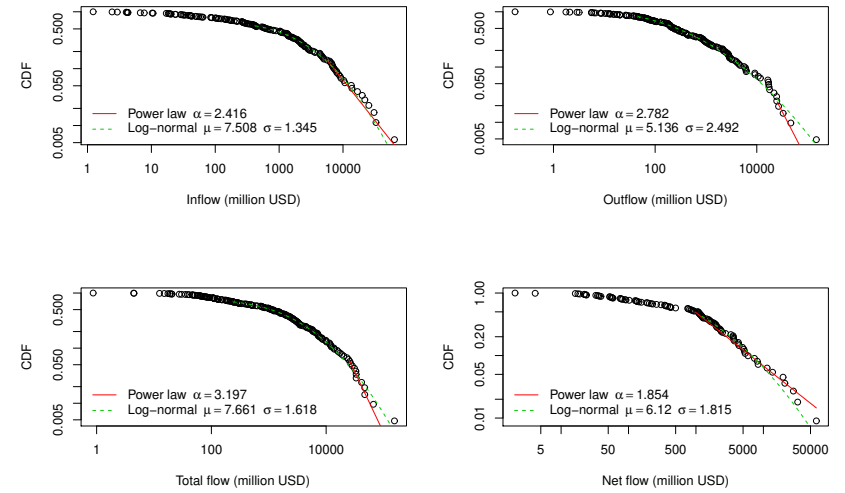 CDF
0.500
0.050
0.005
Power law α = 2.416
Log−normal μ = 7.508 σ = 1.345
1 10 100 1000 10000
Inflow (million USD)
CDF
0.500
0.050
0.005
Power law α = 2.782
Log−normal μ = 5.136 σ = 2.492
1 100 10000
Outflow (million USD)
CDF
0.500
0.050
0.005
Power law α = 3.197
Log−normal μ = 7.661 σ = 1.618
1 100 10000
Total flow (million USD)
CDF
1.00
0.20
0.05
0.01
Power law α = 1.854
Log−normal μ = 6.12 σ = 1.815
5 50 500 5000 50000
Net flow (million USD)